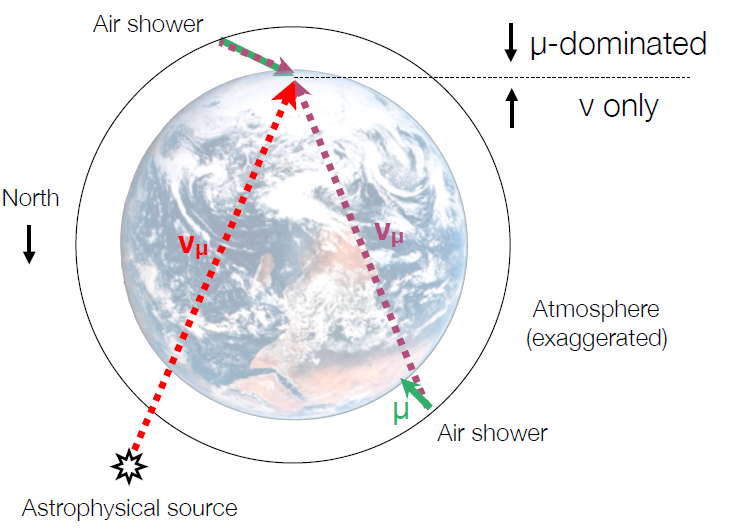 Air shower
μ-dominated
ν only
North
νμ
νμ
Atmosphere
(exaggerated)
μ
Air shower
Astrophysical source